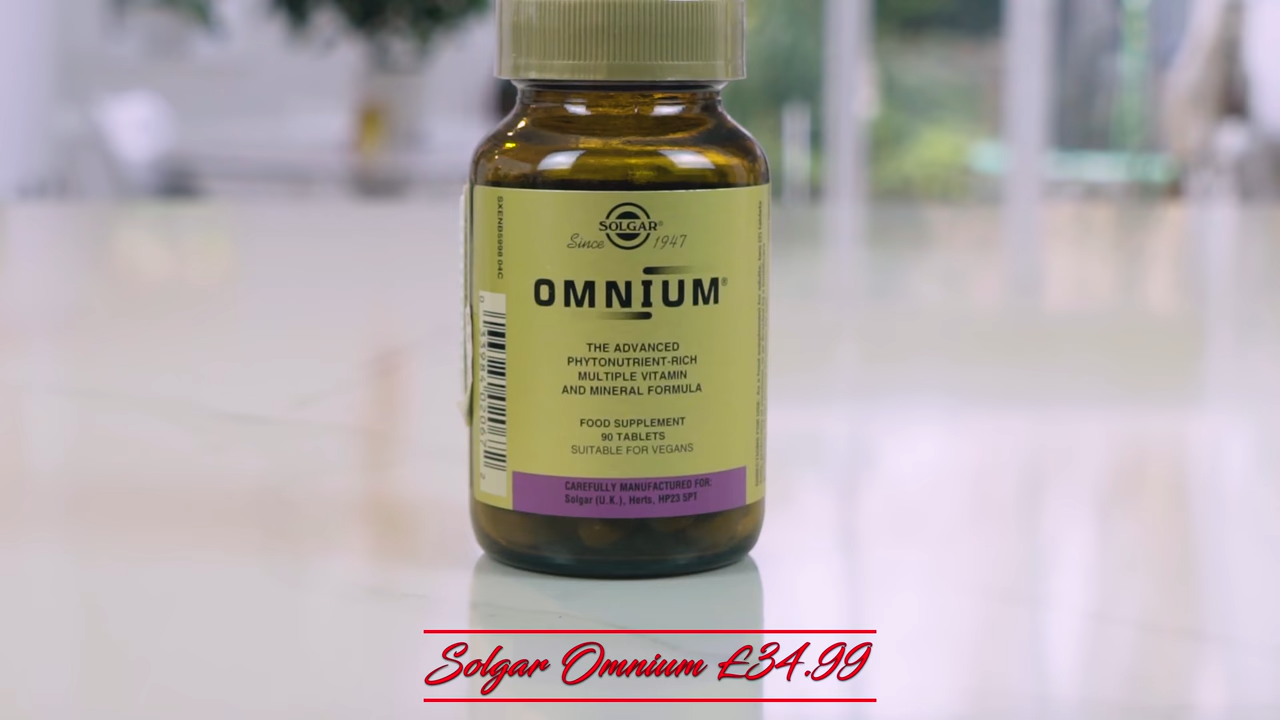 SOLGAR®
Since 1947
OMNIUM®
THE ADVANCED
PHYTONUTRIENT-RICH
MULTIPLE VITAMIN
AND MINERAL FORMULA
FOOD SUPPLEMENT
90 TABLETS
SUITABLE FOR VEGANS
CAREFULLY MANUFACTURED FOR:
Solgar (U.K.), Herts, HP23 5PT
Solgar Omnium £34.99